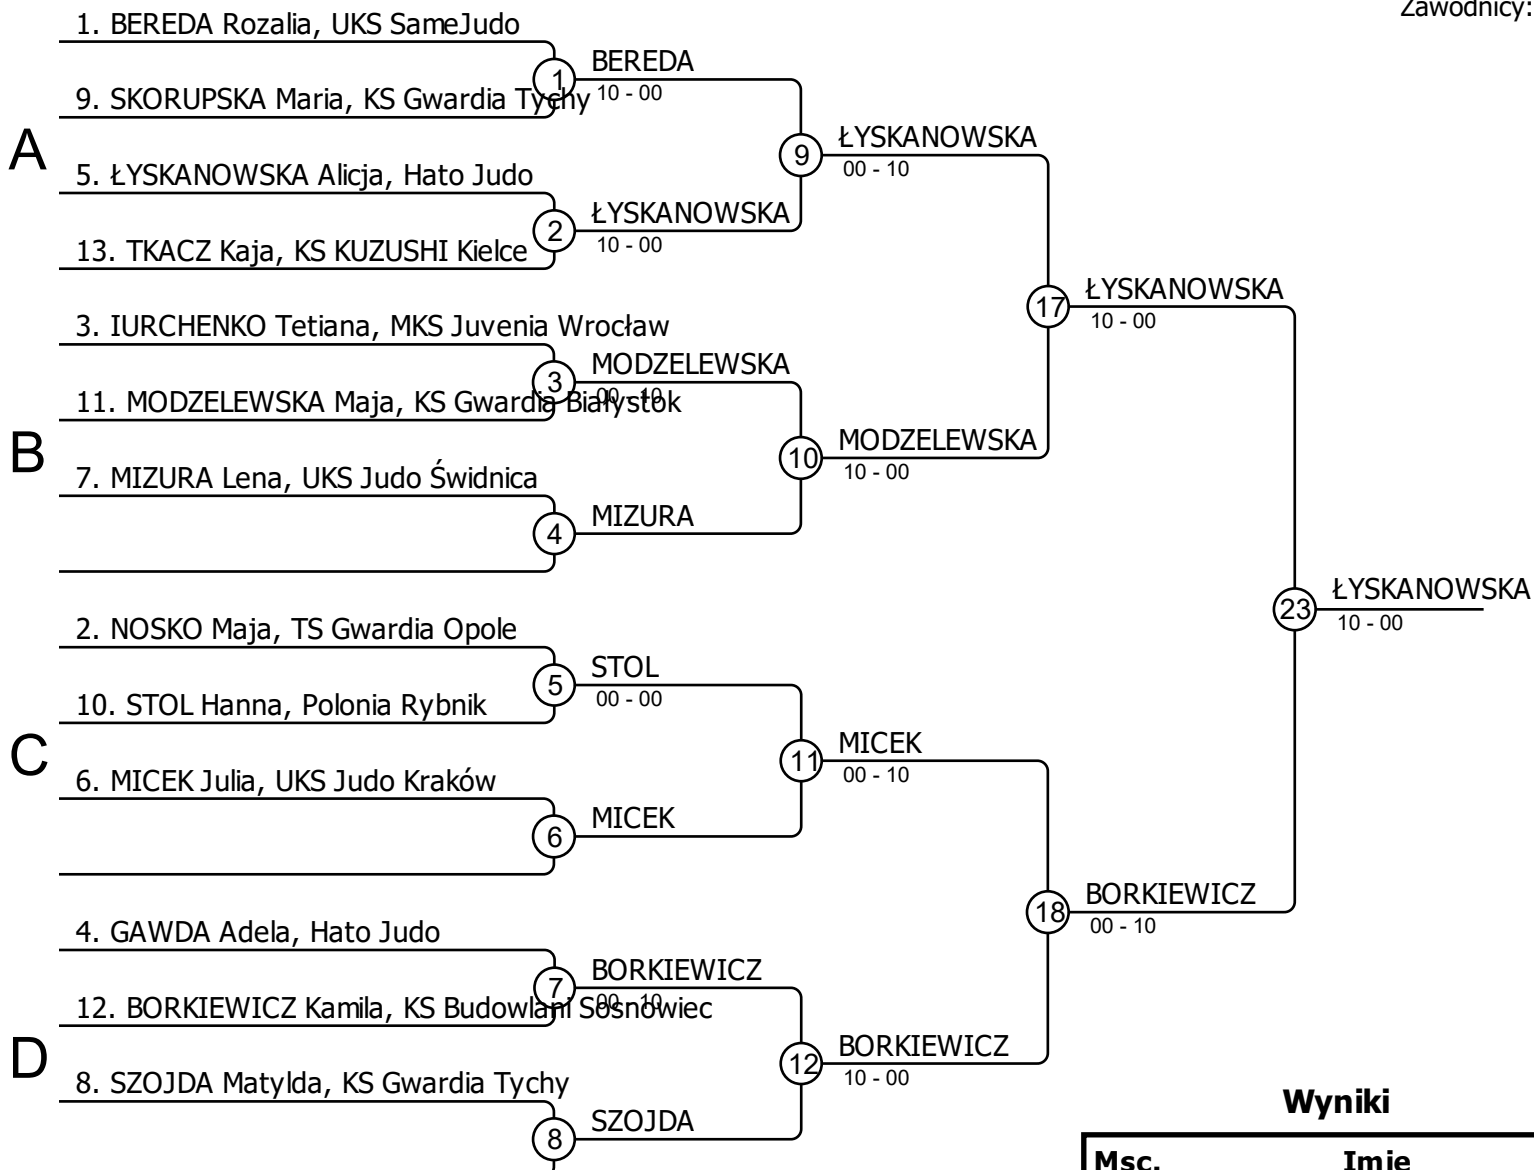 Zawodnicy:
1. BEREDA Rozalia, UKS SameJudo
BEREDA
1
10 - 00
9. SKORUPSKA Maria, KS Gwardia Tychy
A
ŁYSKANOWSKA
9
00 - 10
5. ŁYSKANOWSKA Alicja, Hato Judo
ŁYSKANOWSKA
2
10 - 00
13. TKACZ Kaja, KS KUZUSHI Kielce
ŁYSKANOWSKA
17
10 - 00
3. IURCHENKO Tetiana, MKS Juvenia Wrocław
MODZELEWSKA
3
00 - 10
11. MODZELEWSKA Maja, KS Gwardia Białystok
B
MODZELEWSKA
10
10 - 00
7. MIZURA Lena, UKS Judo Świdnica
MIZURA
4
ŁYSKANOWSKA
23
10 - 00
2. NOSKO Maja, TS Gwardia Opole
STOL
5
00 - 00
10. STOL Hanna, Polonia Rybnik
C
MICEK
11
00 - 10
6. MICEK Julia, UKS Judo Kraków
MICEK
6
BORKIEWICZ
18
00 - 10
4. GAWDA Adela, Hato Judo
BORKIEWICZ
7
00 - 10
12. BORKIEWICZ Kamila, KS Budowlani Sosnowiec
D
BORKIEWICZ
12
10 - 00
8. SZOJDA Matylda, KS Gwardia Tychy
SZOJDA
8
Wyniki
Msc. Imię